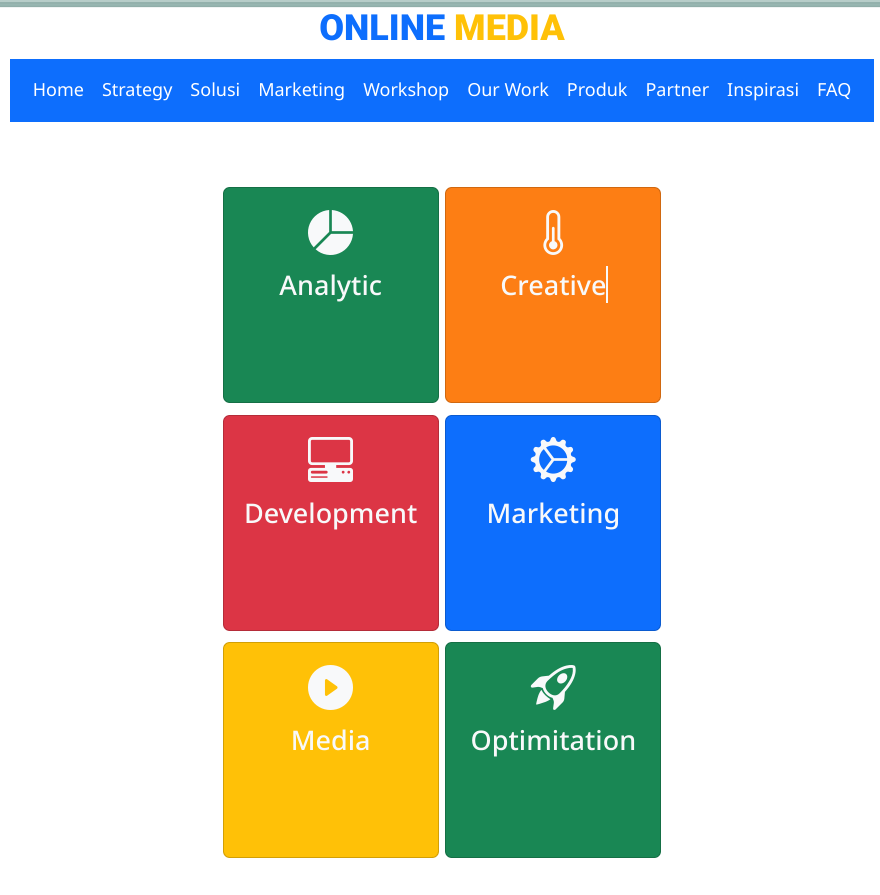 ONLINE MEDIA
Home Strategy Solusi Marketing Workshop Our Work Produk Partner Inspirasi FAQ
Analytic
Creative
Development
Marketing
Media
Optimitation